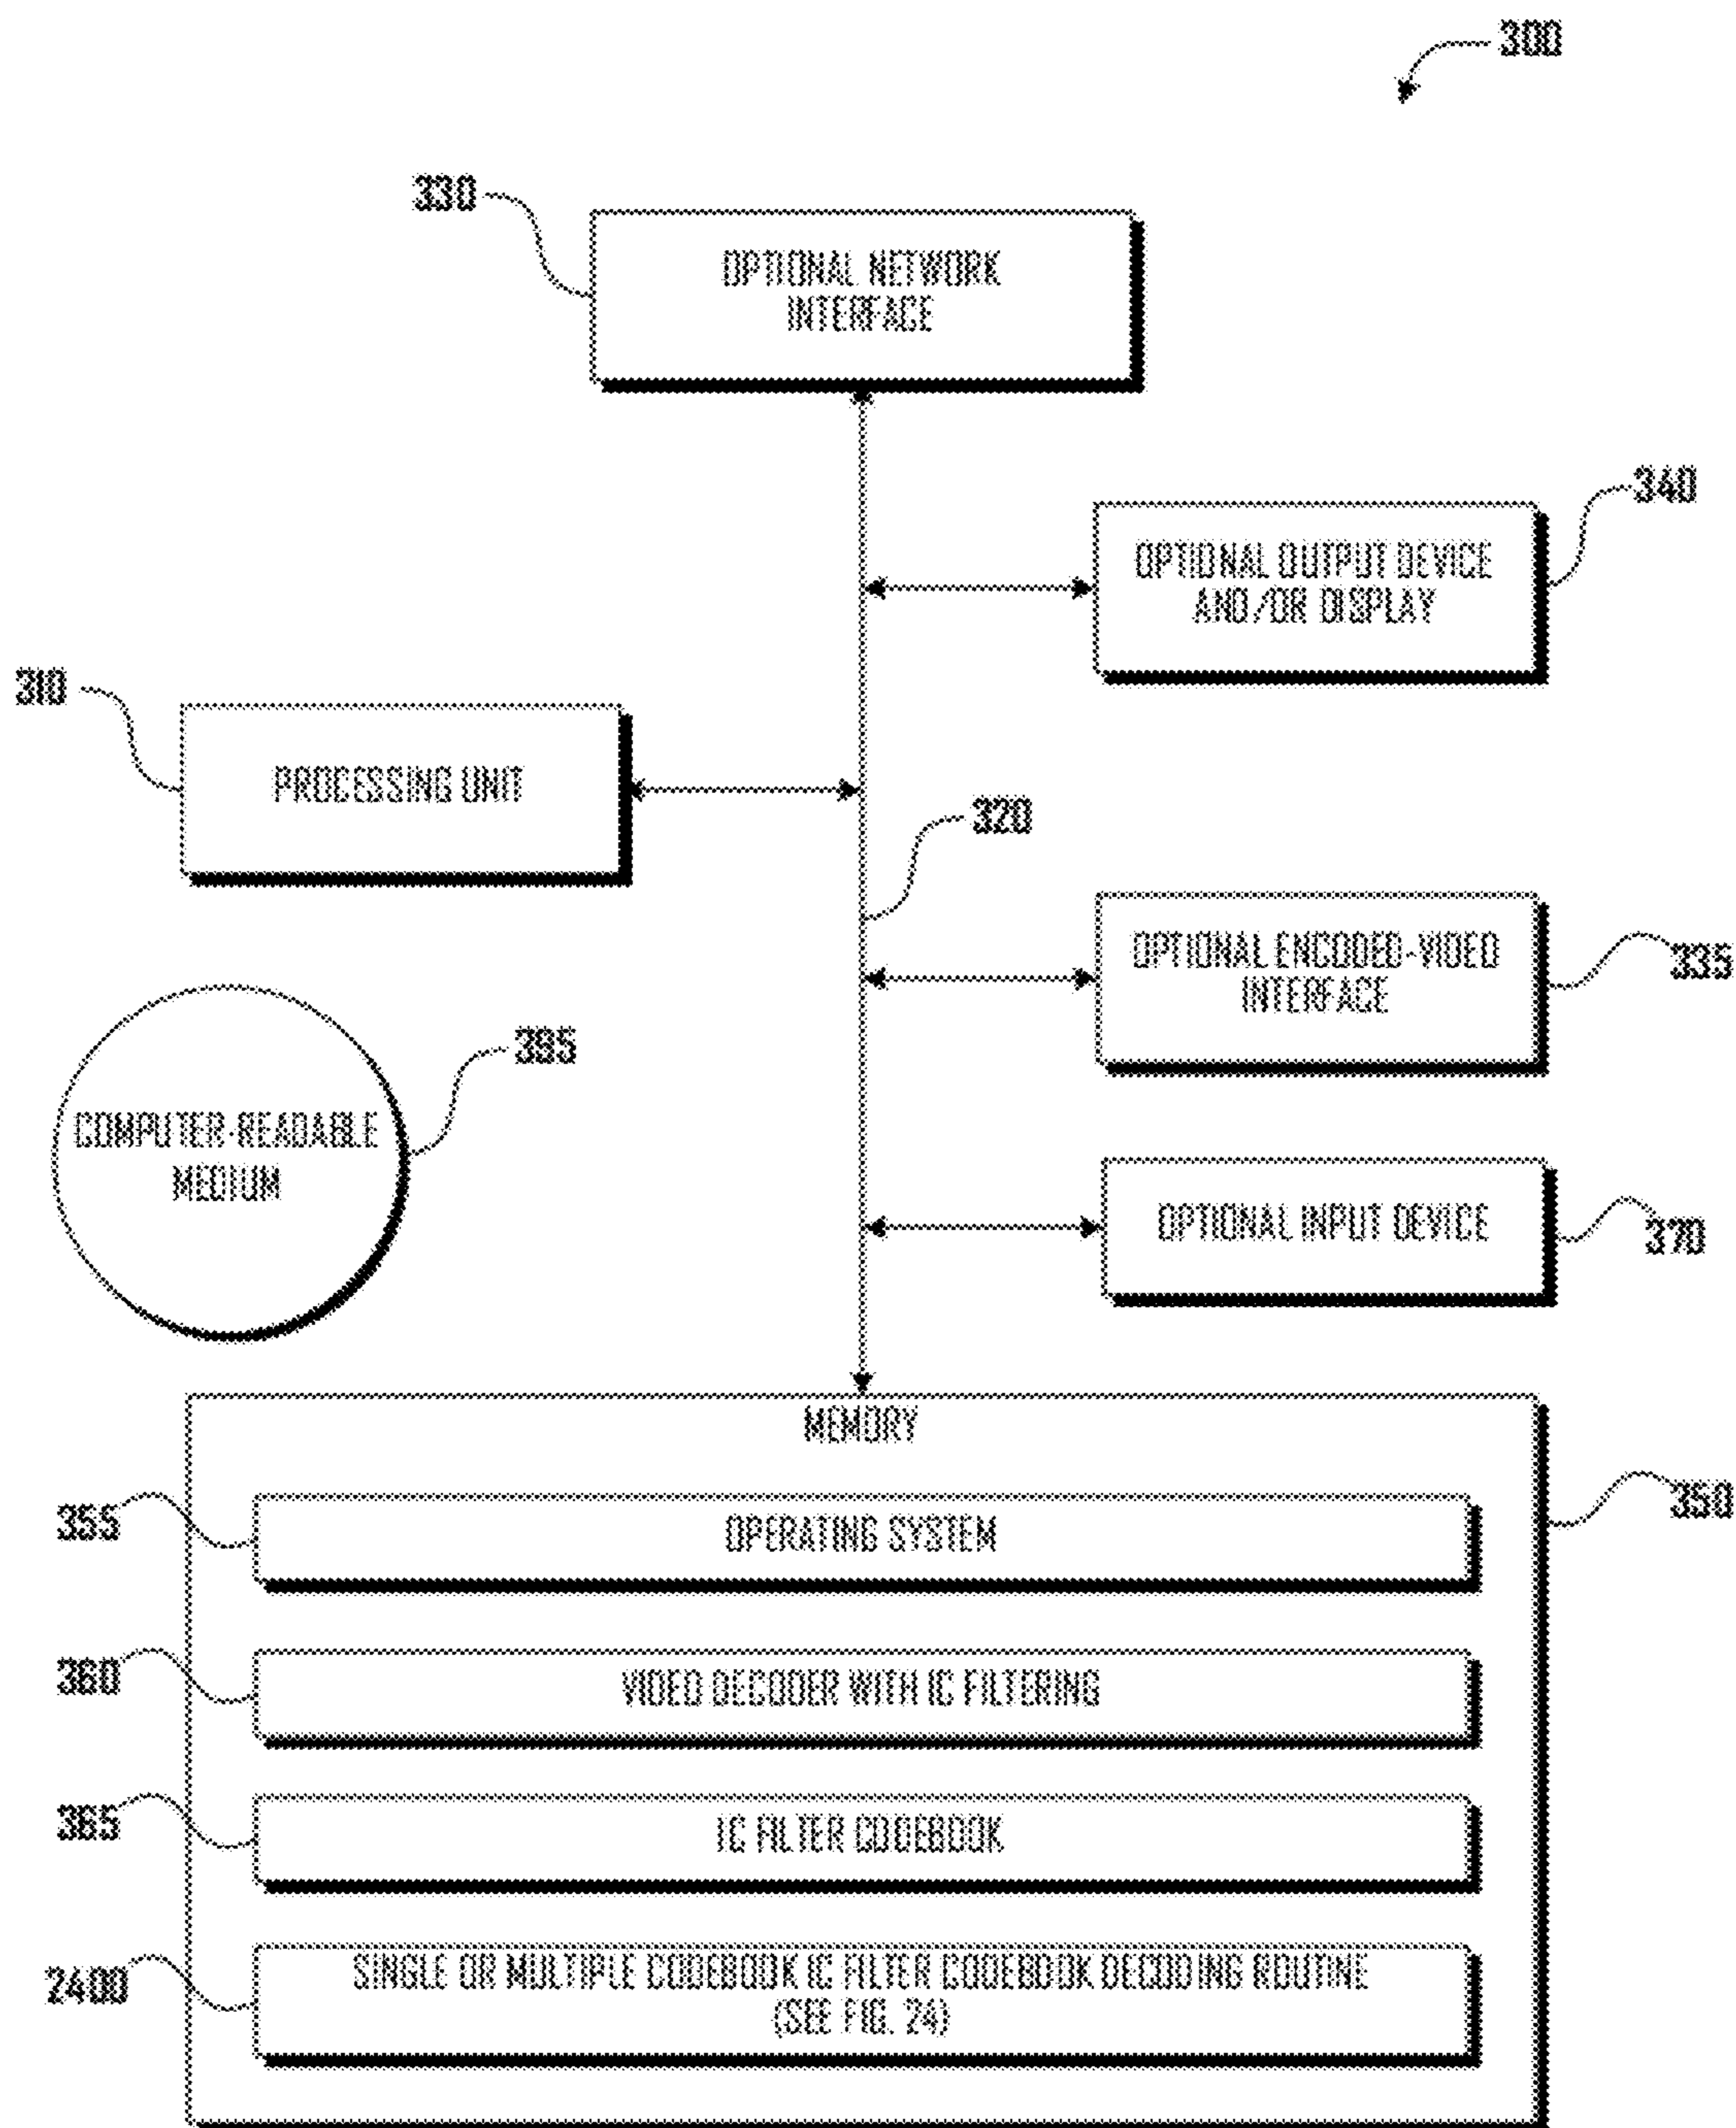 300
330
OPTIONAL NETWORK
INTERFACE
340
OPTIONAL OUTPUT DEVICE
AND/OR DISPLAY
310
PROCESSING UNIT
320
OPTIONAL ENCODED-VIDEO
INTERFACE
335
395
COMPUTER-READABLE
MEDIUM
OPTIONAL INPUT DEVICE
370
MEMORY
350
355
OPERATING SYSTEM
360
VIDEO DECODER WITH IC FILTERING
365
IC FILTER CODEBOOK
2400
SINGLE OR MULTIPLE CODEBOOK IC FILTER CODEBOOK DECODING ROUTINE
(SEE FIG. 24)